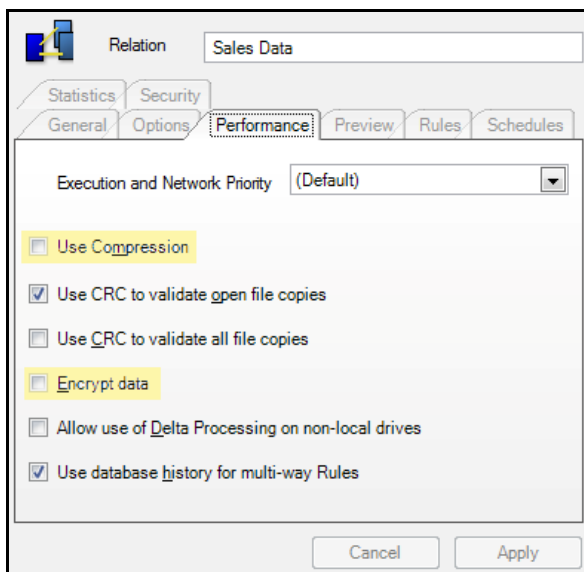 Relation Sales Data
Statistics Security
General Options Performance Preview Rules Schedules
Execution and Network Priority (Default)
Use Compression
Use CRC to validate open file copies
Use CRC to validate all file copies
Encrypt data
Allow use of Delta Processing on non-local drives
Use database history for multi-way Rules
Cancel Apply